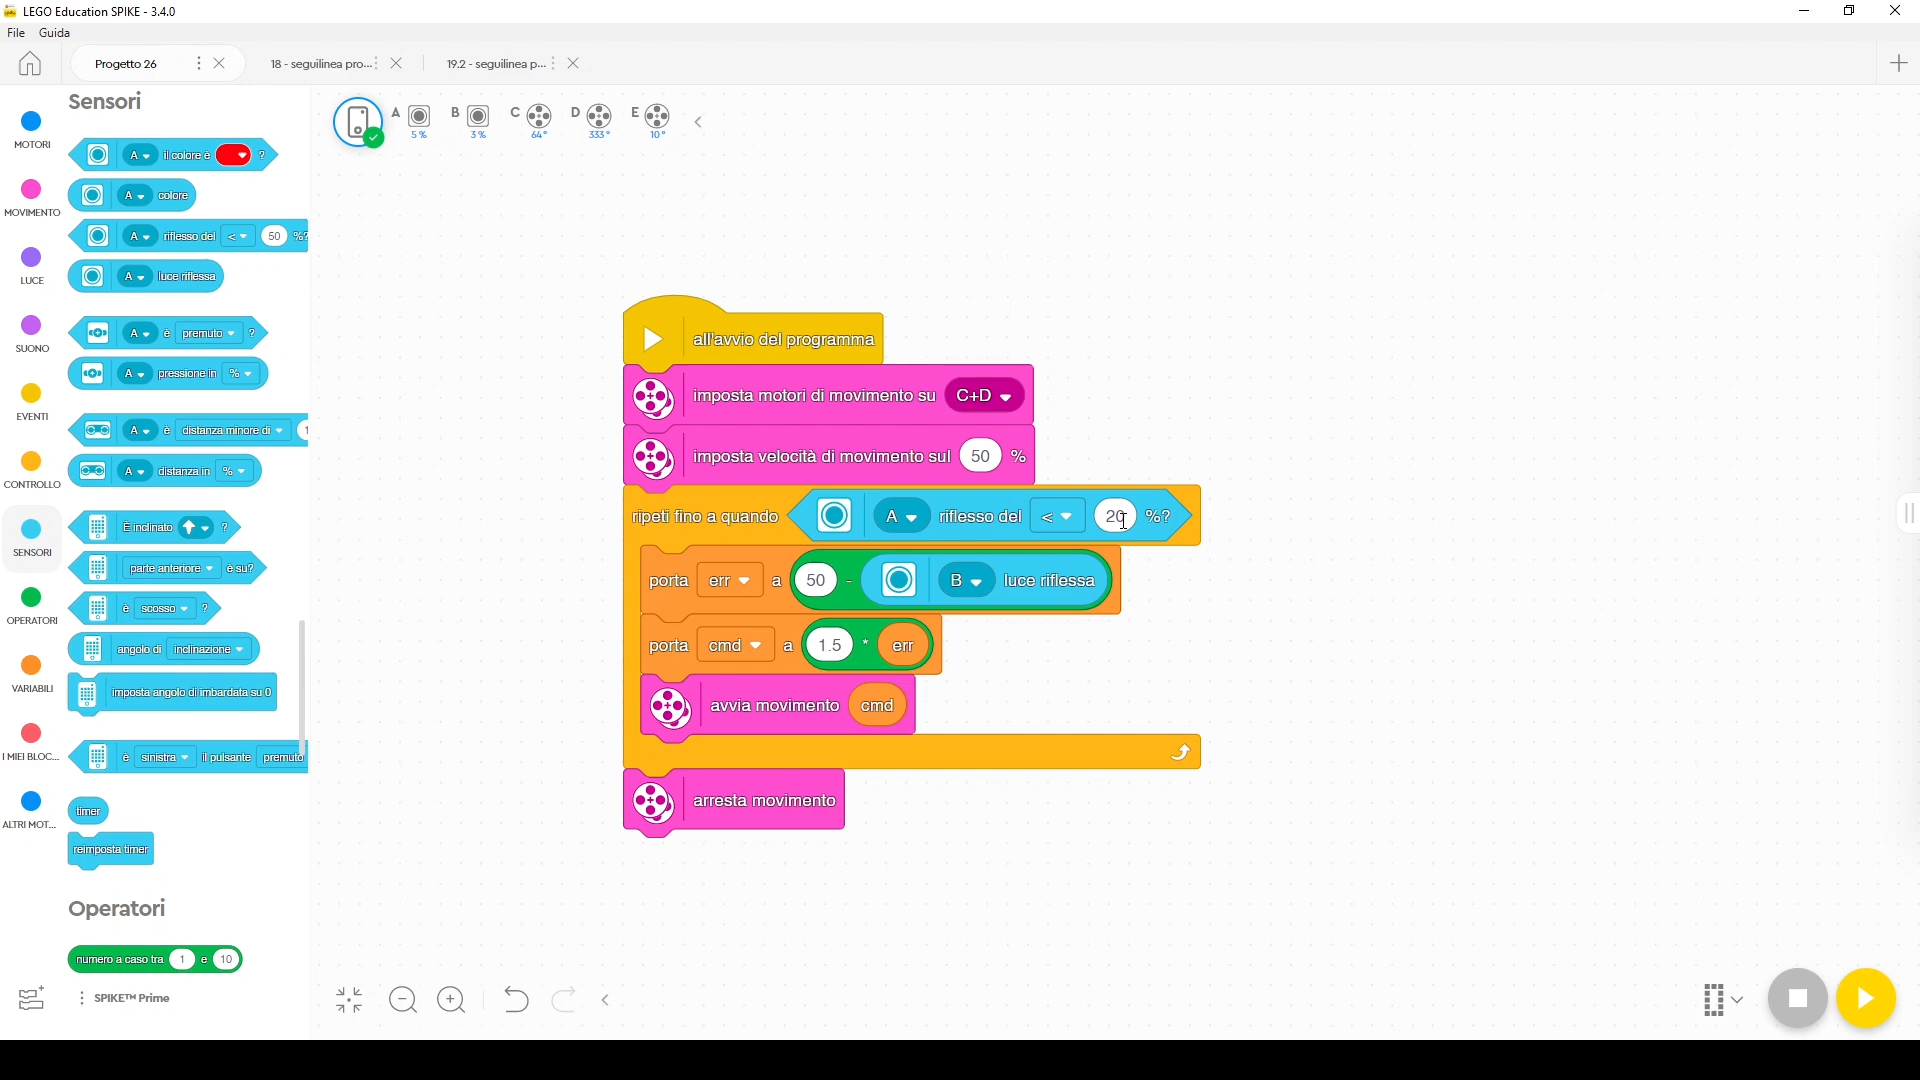 LEGO Education SPIKE - 3.4.0
File Guida
Progetto 26
18 - seguilinea pro...
19.2 - seguilinea p...
Sensori
MOTORI
MOVIMENTO
LUCE
SUONO
EVENTI
CONTROLLO
SENSORI
OPERATORI
VARIABILI
I MIEI BLOC...
ALTRI MOT...
A il colore è ?
A colore
A riflesso del < 50 %?
A luce riflessa
A è premuto ?
A pressione in %
A è distanza minore di 1
A distanza in %
È inclinato ?
parte anteriore è su?
è scosso ?
angolo di inclinazione
imposta angolo di imbardata su 0
è sinistra il pulsante premuto
timer
reimposta timer
Operatori
numero a caso tra 1 e 10
SPIKE™ Prime
A 5 %
B 3 %
C 64°
D 333°
E 10°
all'avvio del programma
imposta motori di movimento su C+D
imposta velocità di movimento sul 50 %
ripeti fino a quando A riflesso del < 20 %?
porta err a 50 - B luce riflessa
porta cmd a 1.5 * err
avvia movimento cmd
arresta movimento